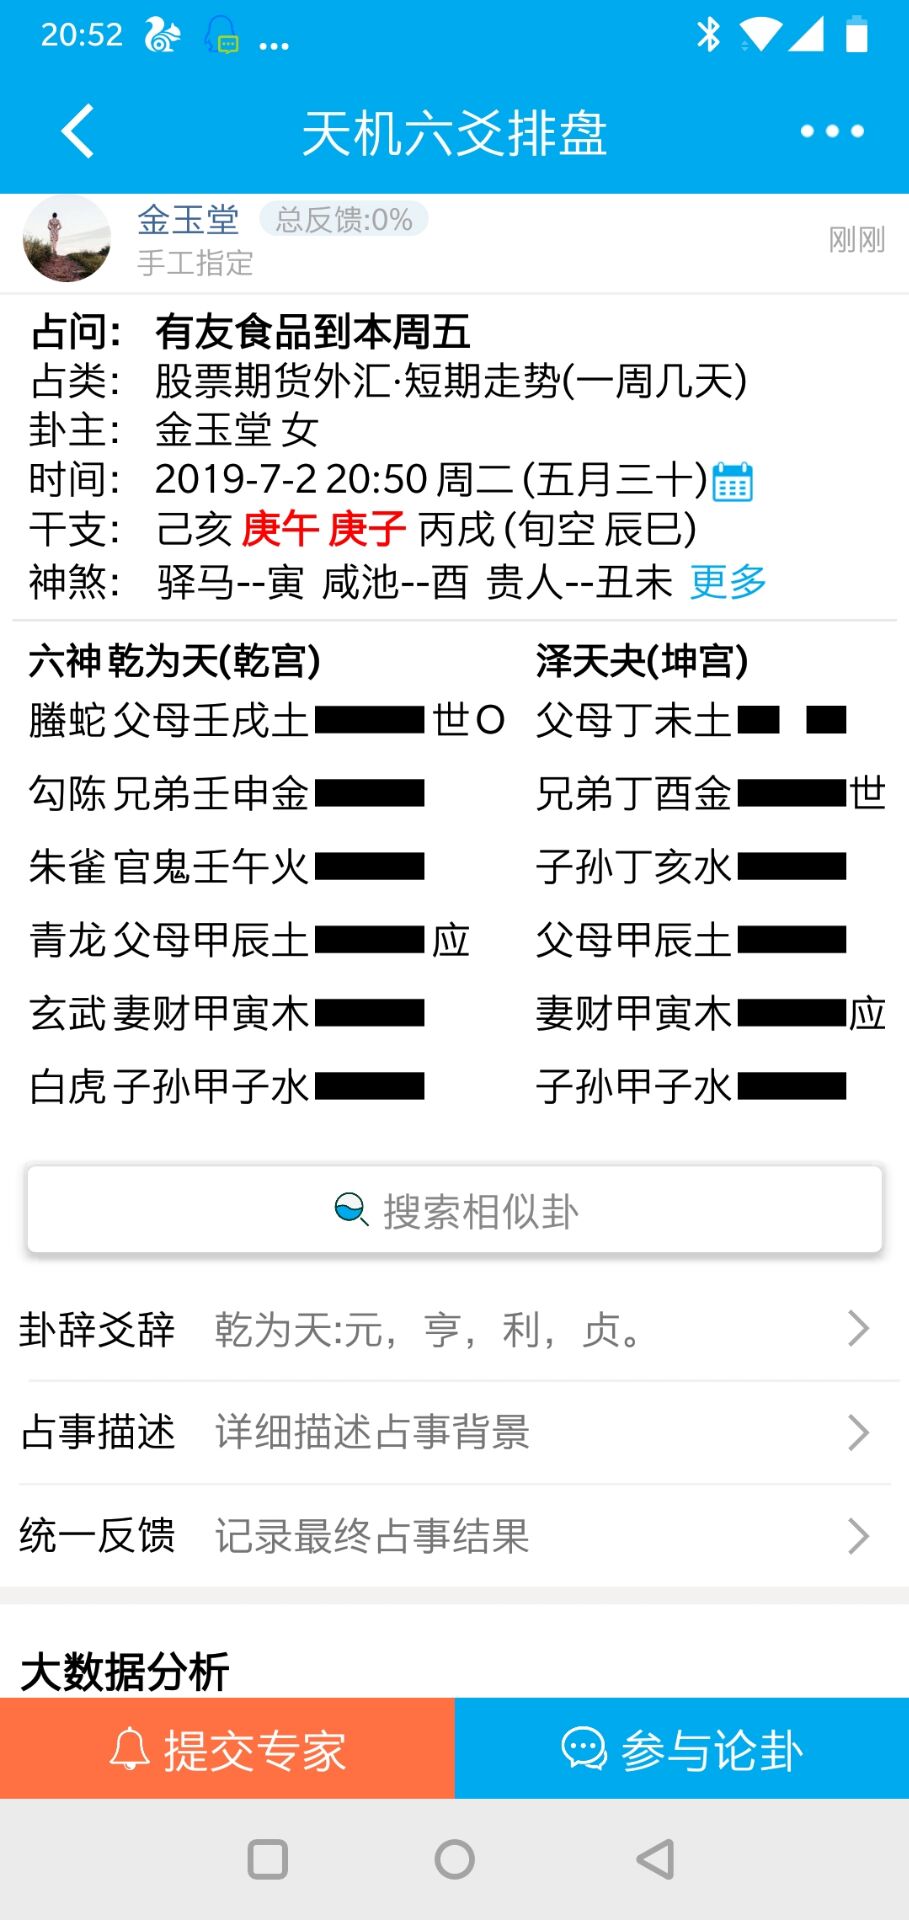 20:52
天机六爻排盘
金玉堂 总反馈:0%
手工指定
刚刚
占问: 有友食品到本周五
占类: 股票期货外汇·短期走势(一周几天)
卦主: 金玉堂 女
时间: 2019-7-2 20:50 周二 (五月三十)
干支: 己亥 庚午 庚子 丙戌 (旬空 辰巳)
神煞: 驿马--寅 咸池--酉 贵人--丑未 更多
六神 乾为天(乾宫) 泽天夬(坤宫)
螣蛇 父母壬戌土 世O 父母丁未土
勾陈 兄弟壬申金 兄弟丁酉金 世
朱雀 官鬼壬午火 子孙丁亥水
青龙 父母甲辰土 应 父母甲辰土
玄武 妻财甲寅木 妻财甲寅木 应
白虎 子孙甲子水 子孙甲子水
搜索相似卦
卦辞爻辞 乾为天:元，亨，利，贞。
占事描述 详细描述占事背景
统一反馈 记录最终占事结果
大数据分析
提交专家 参与论卦